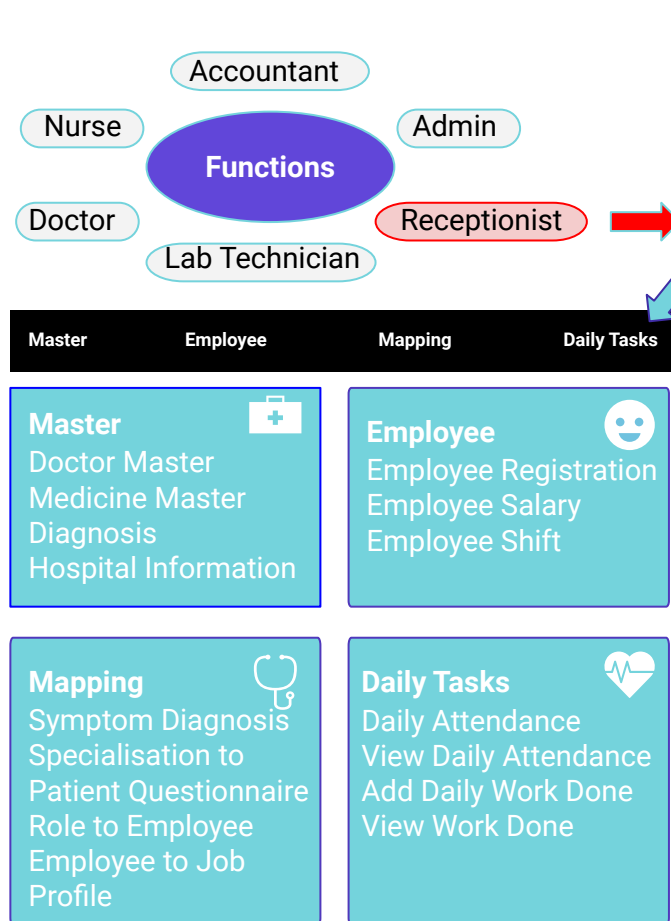 Accountant
Nurse
Admin
Functions
Doctor
Receptionist
Lab Technician
Master Employee Mapping Daily Tasks
Master
Doctor Master
Medicine Master
Diagnosis
Hospital Information
Employee
Employee Registration
Employee Salary
Employee Shift
Mapping
Symptom Diagnosis
Specialisation to
Patient Questionnaire
Role to Employee
Employee to Job
Profile
Daily Tasks
Daily Attendance
View Daily Attendance
Add Daily Work Done
View Work Done